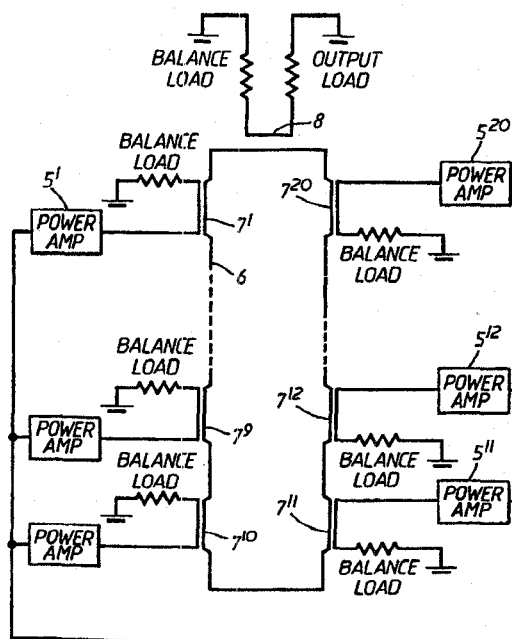 BALANCE
LOAD
OUTPUT
LOAD
8
BALANCE
LOAD
5¹
POWER
AMP
7¹
6
7²⁰
5²⁰
POWER
AMP
BALANCE
LOAD
BALANCE
LOAD
POWER
AMP
7⁹
7¹²
5¹²
POWER
AMP
BALANCE
LOAD
BALANCE
LOAD
POWER
AMP
7¹⁰
7¹¹
5¹¹
POWER
AMP
BALANCE
LOAD